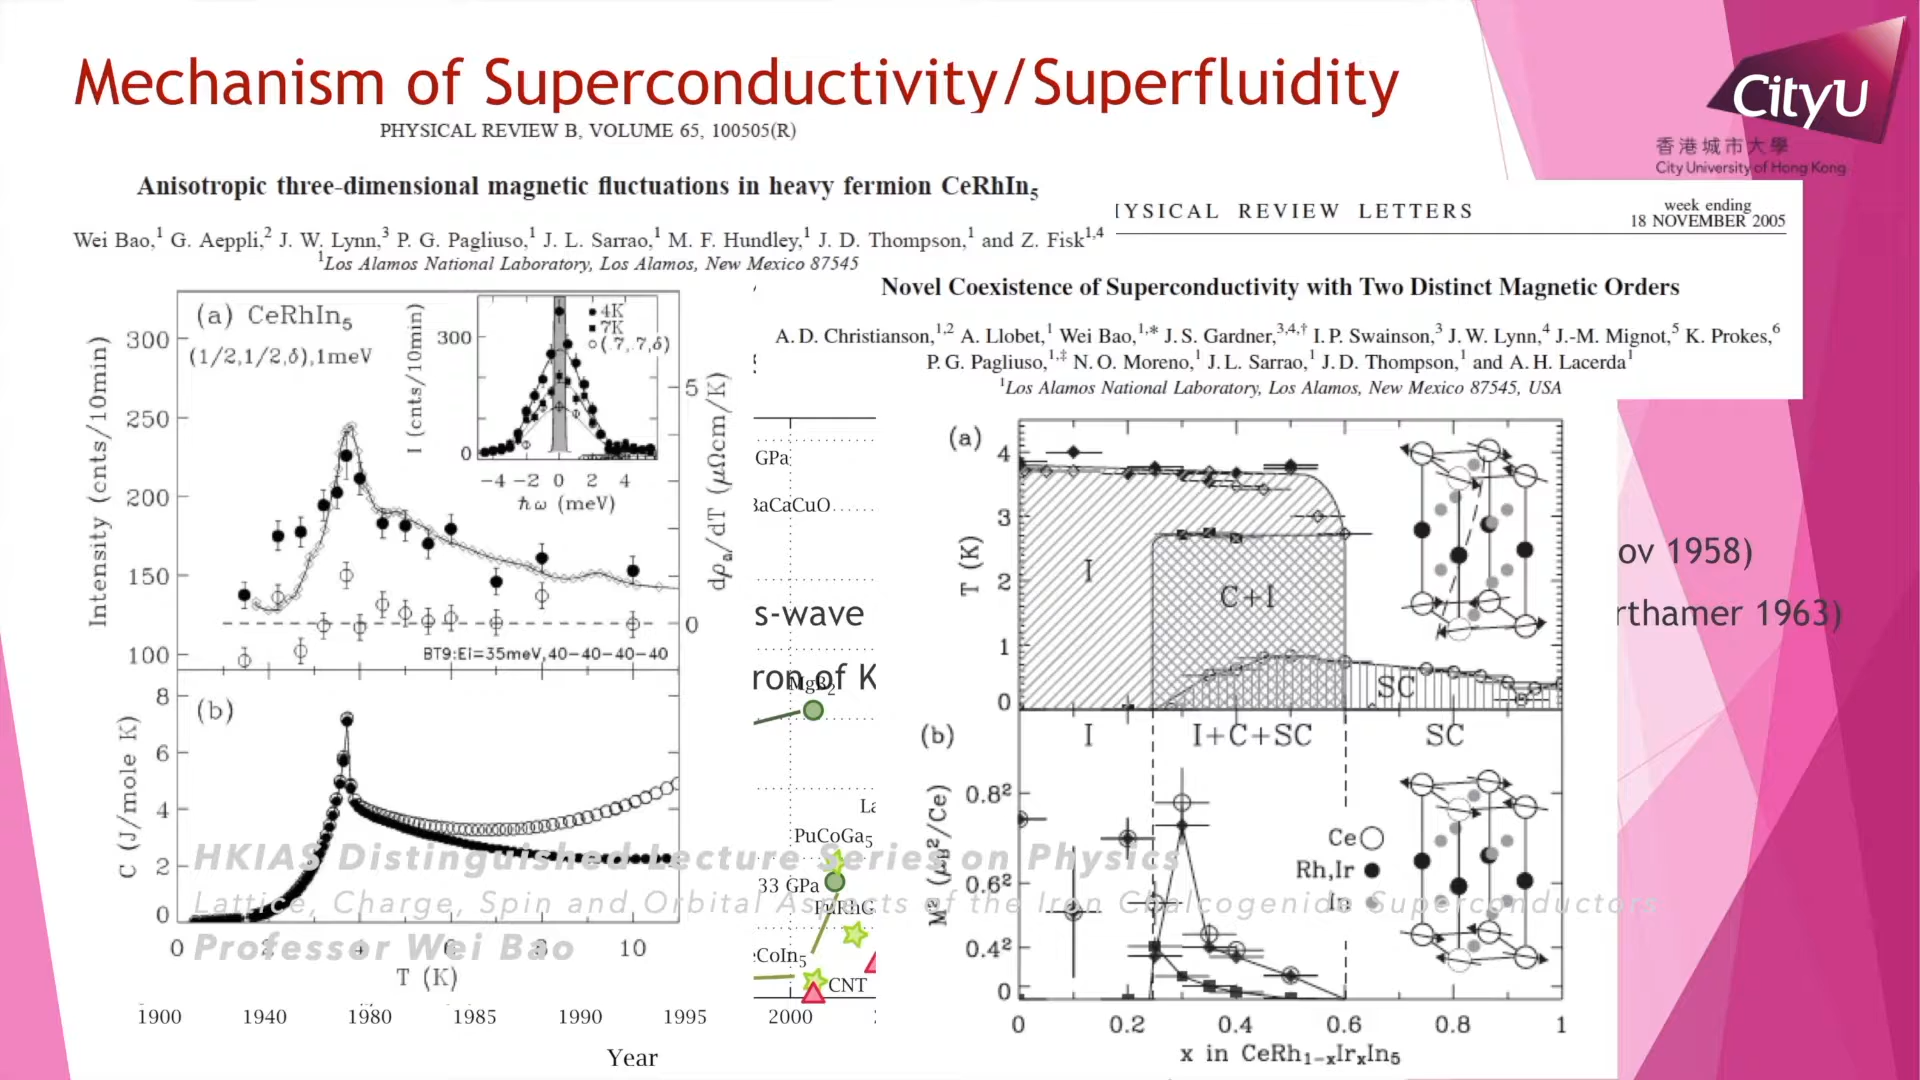 Mechanism of Superconductivity/Superfluidity
CityU
香港城市大學
City University of Hong Kong
PHYSICAL REVIEW B, VOLUME 65, 100505(R)
Anisotropic three-dimensional magnetic fluctuations in heavy fermion CeRhIn5
Wei Bao,1 G. Aeppli,2 J. W. Lynn,3 P. G. Pagliuso,1 J. L. Sarrao,1 M. F. Hundley,1 J. D. Thompson,1 and Z. Fisk1,4
1Los Alamos National Laboratory, Los Alamos, New Mexico 87545
YSICAL REVIEW LETTERS
week ending
18 NOVEMBER 2005
Novel Coexistence of Superconductivity with Two Distinct Magnetic Orders
A. D. Christianson,1,2 A. Llobet,1 Wei Bao,1,* J. S. Gardner,3,4,† I. P. Swainson,3 J. W. Lynn,4 J.-M. Mignot,5 K. Prokes,6
P. G. Pagliuso,1,‡ N. O. Moreno,1 J. L. Sarrao,1 J. D. Thompson,1 and A. H. Lacerda1
1Los Alamos National Laboratory, Los Alamos, New Mexico 87545, USA
(a) CeRhIn5
(1/2,1/2,δ),1meV
Intensity (cnts/10min)
300
250
200
150
100
I (cnts/10min)
300
0
4K
7K
(.7,.7,δ)
−4 −2 0 2 4
ħω (meV)
5
0
dρa/dT (μΩcm/K)
BT9:Ei=35meV,40−40−40−40
(b)
C (J/mole K)
8
6
4
2
0
0 2 4 6 8 10
T (K)
1900 1940 1980 1985 1990 1995 2000
Year
GPa
BaCaCuO
s-wave
ron of K
MgB2
La
PuCoGa5
33 GPa
CoIn5
CNT
ov 1958)
rthamer 1963)
(a)
T (K)
4
3
2
1
0
I
C+I
SC
(b)
I
I+C+SC
SC
M2 (μB2/Ce)
0.8²
0.6²
0.4²
0
Ce
Rh,Ir
In
0 0.2 0.4 0.6 0.8 1
x in CeRh1−xIrxIn5
HKIAS Distinguished Lecture Series on Physics
Lattice, Charge, Spin and Orbital Aspects of the Iron Chalcogenide Superconductors
Professor Wei Bao